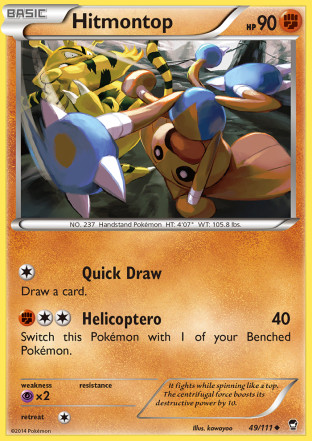 BASIC
Hitmontop HP90
NO. 237 Handstand Pokémon HT: 4'07" WT: 105.8 lbs.
Quick Draw
Draw a card.
Helicoptero 40
Switch this Pokémon with 1 of your Benched
Pokémon.
weakness resistance
×2
It fights while spinning like a top.
The centrifugal force boosts its
destructive power by 10.
retreat
Illus. kawayoo 49/111
©2014 Pokémon